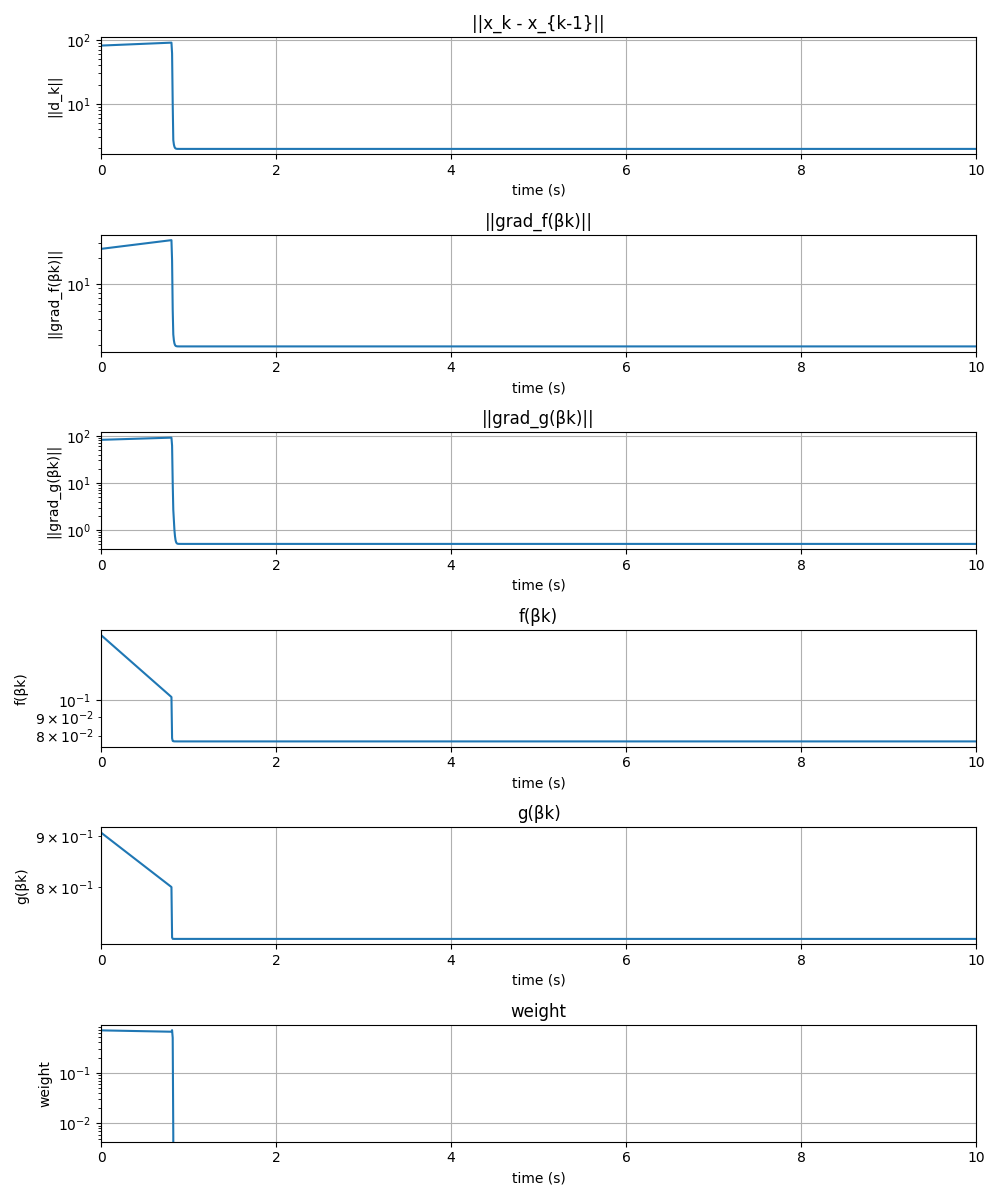 ||x_k - x_{k-1}||
10²
10¹
||d_k||
0 2 4 6 8 10
time (s)
||grad_f(βk)||
10¹
||grad_f(βk)||
0 2 4 6 8 10
time (s)
||grad_g(βk)||
10²
10¹
10⁰
||grad_g(βk)||
0 2 4 6 8 10
time (s)
f(βk)
10⁻¹
9 × 10⁻²
8 × 10⁻²
f(βk)
0 2 4 6 8 10
time (s)
g(βk)
9 × 10⁻¹
8 × 10⁻¹
g(βk)
0 2 4 6 8 10
time (s)
weight
10⁻¹
10⁻²
weight
0 2 4 6 8 10
time (s)